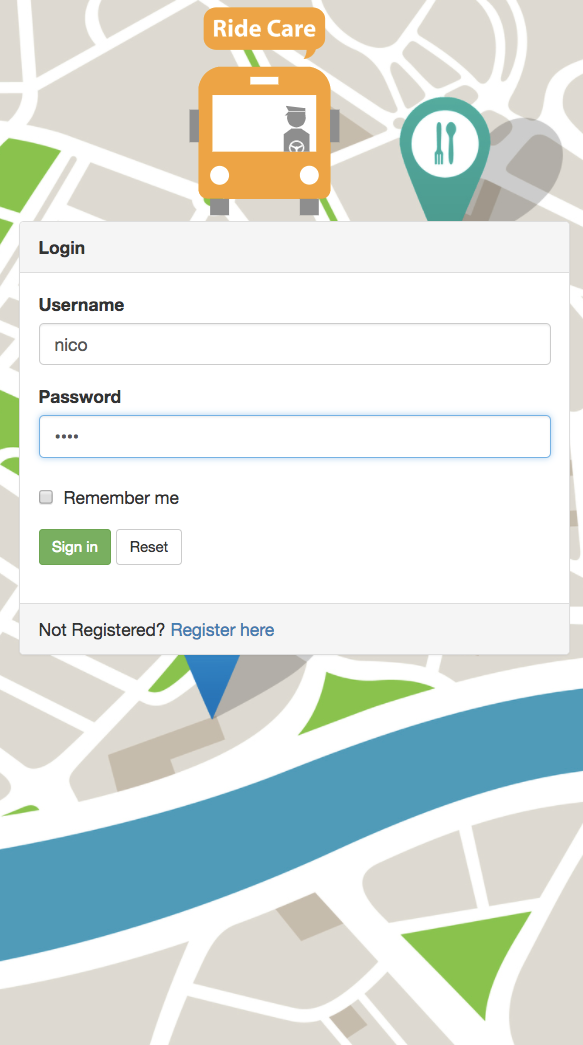 Ride Care
Login
Username
nico
Password
••••
Remember me
Sign in Reset
Not Registered? Register here